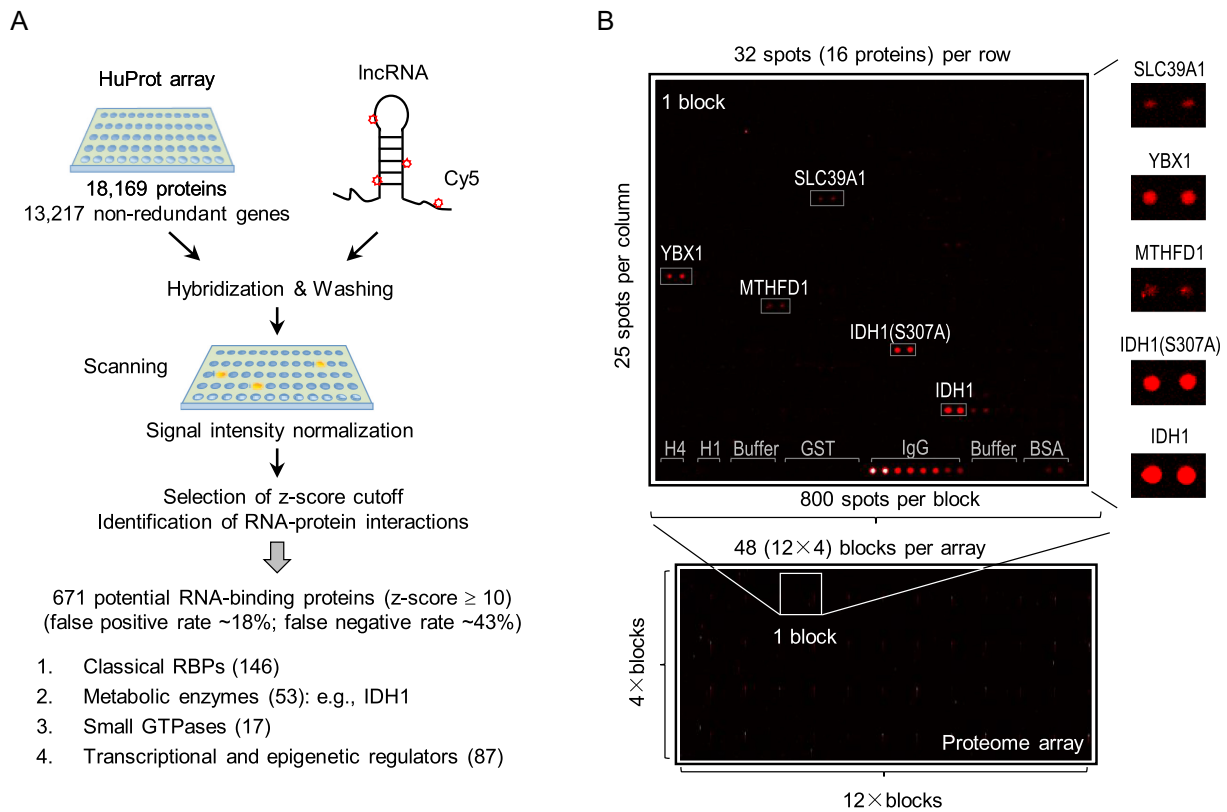 A
HuProt array
lncRNA
Cy5
18,169 proteins
13,217 non-redundant genes
Hybridization & Washing
Scanning
Signal intensity normalization
Selection of z-score cutoff
Identification of RNA-protein interactions
671 potential RNA-binding proteins (z-score ≥ 10)
(false positive rate ~18%; false negative rate ~43%)
1. Classical RBPs (146)
2. Metabolic enzymes (53): e.g., IDH1
3. Small GTPases (17)
4. Transcriptional and epigenetic regulators (87)
B
32 spots (16 proteins) per row
25 spots per column
1 block
SLC39A1
YBX1
MTHFD1
IDH1(S307A)
IDH1
H4 H1 Buffer GST IgG Buffer BSA
800 spots per block
SLC39A1
YBX1
MTHFD1
IDH1(S307A)
IDH1
48 (12×4) blocks per array
1 block
4×blocks
Proteome array
12×blocks